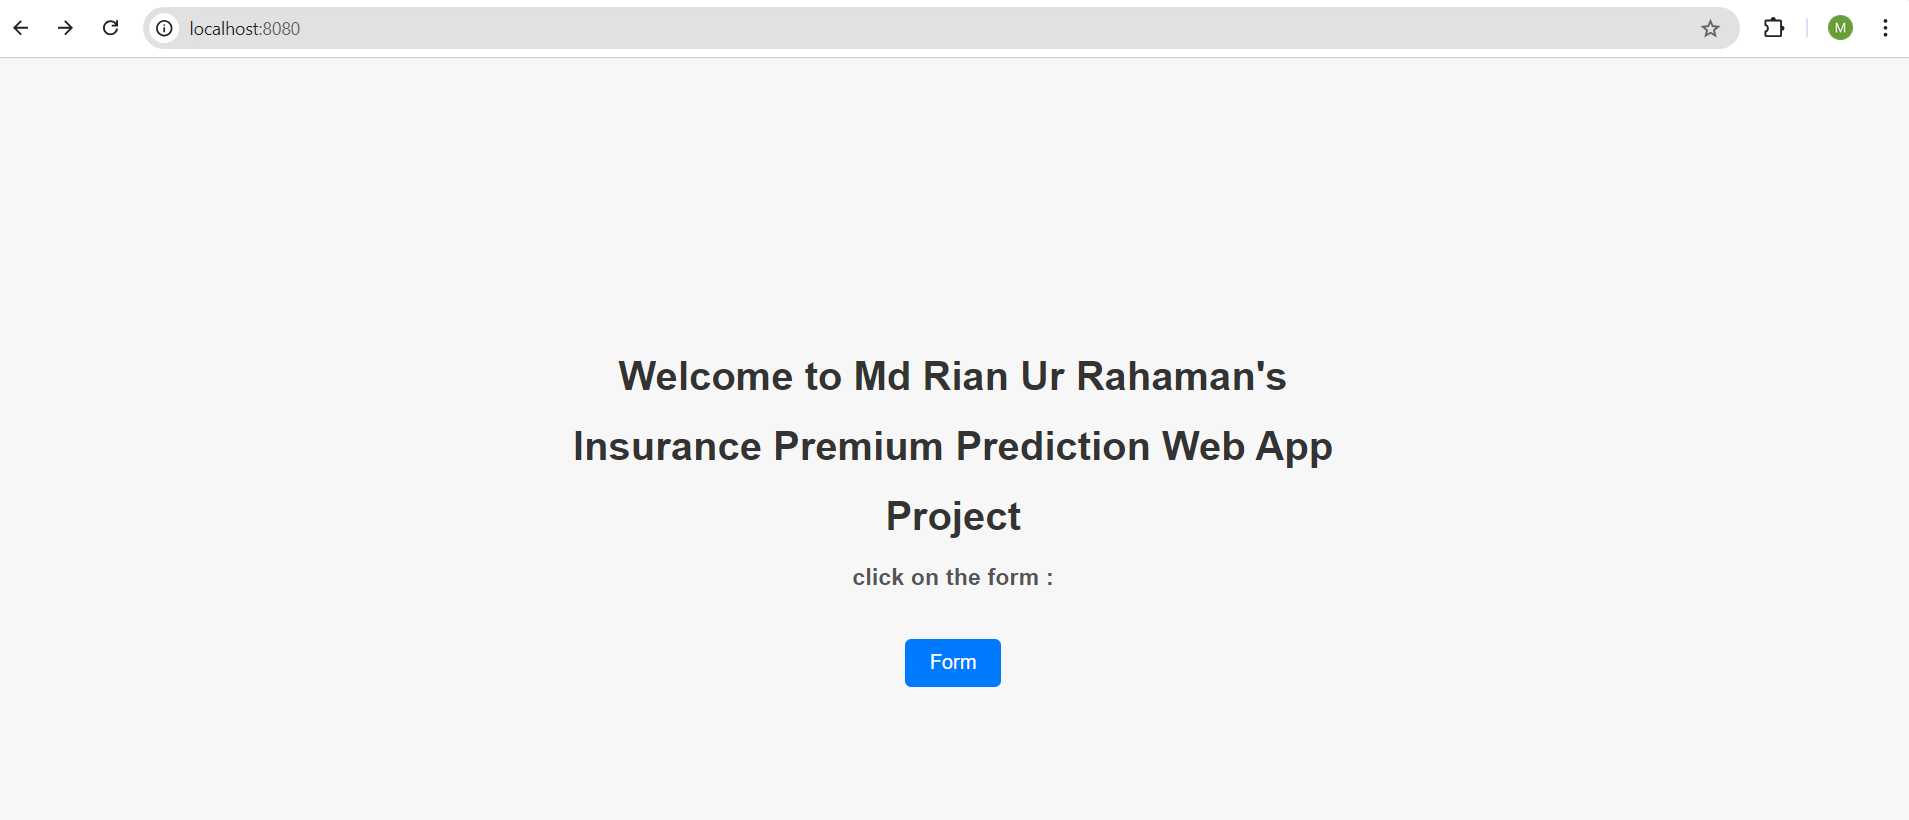 localhost:8080
M
Welcome to Md Rian Ur Rahaman's
Insurance Premium Prediction Web App
Project
click on the form :
Form